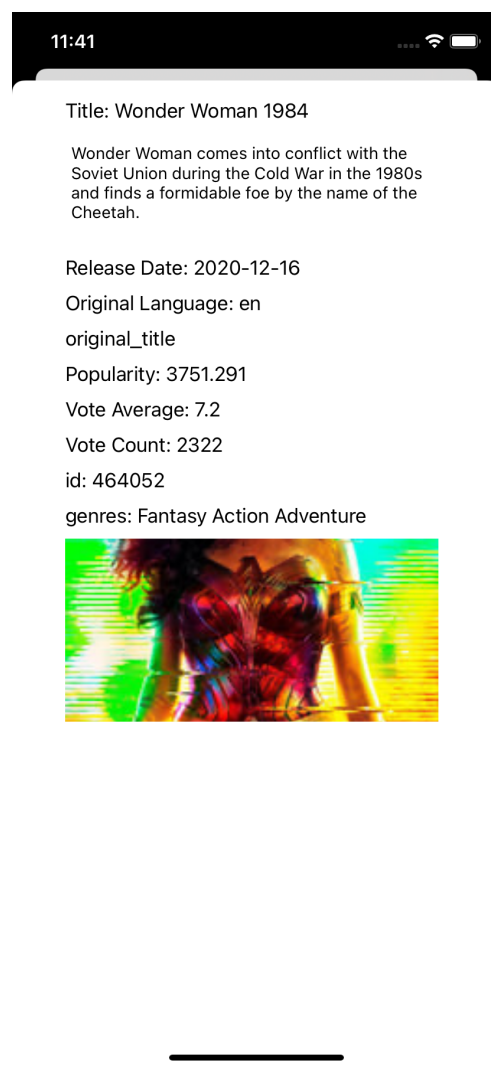 11:41
Title: Wonder Woman 1984
Wonder Woman comes into conflict with the
Soviet Union during the Cold War in the 1980s
and finds a formidable foe by the name of the
Cheetah.
Release Date: 2020-12-16
Original Language: en
original_title
Popularity: 3751.291
Vote Average: 7.2
Vote Count: 2322
id: 464052
genres: Fantasy Action Adventure